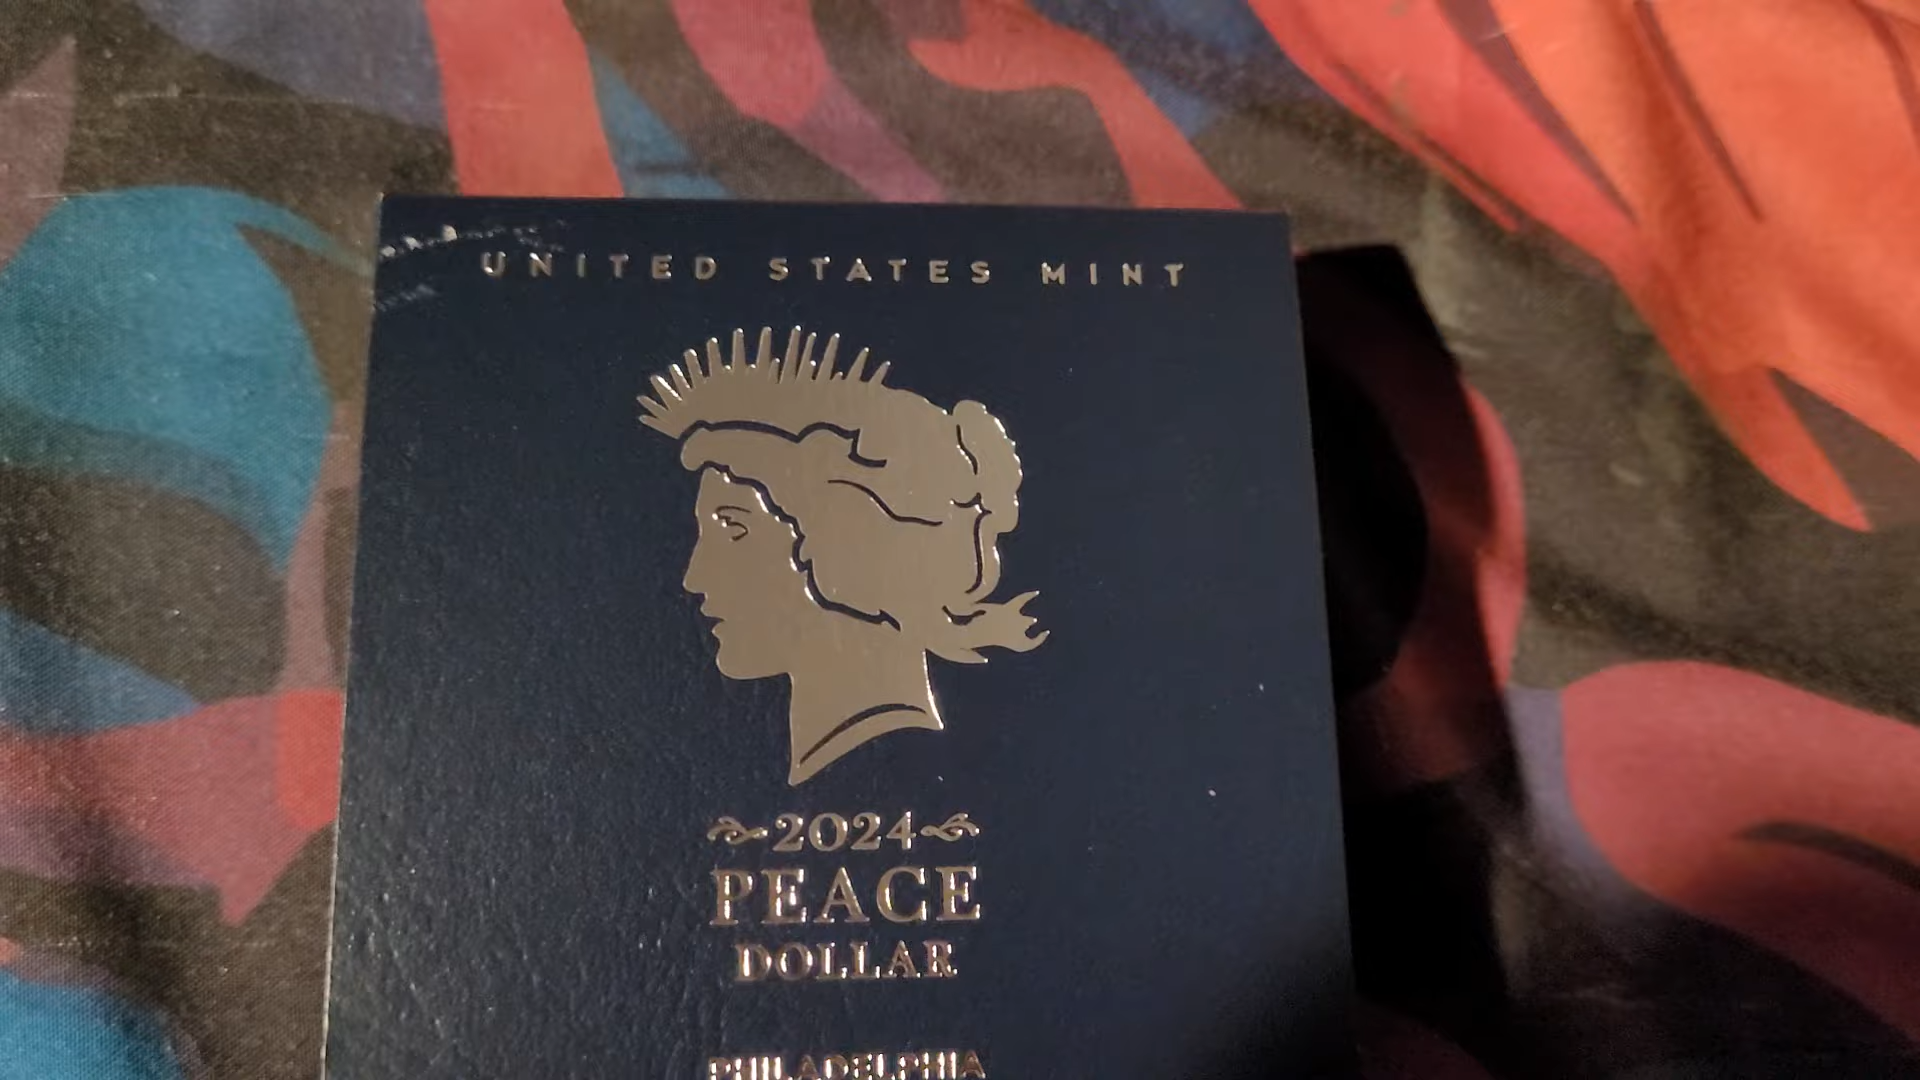 UNITED STATES MINT
2024
PEACE
DOLLAR
PHILADELPHIA